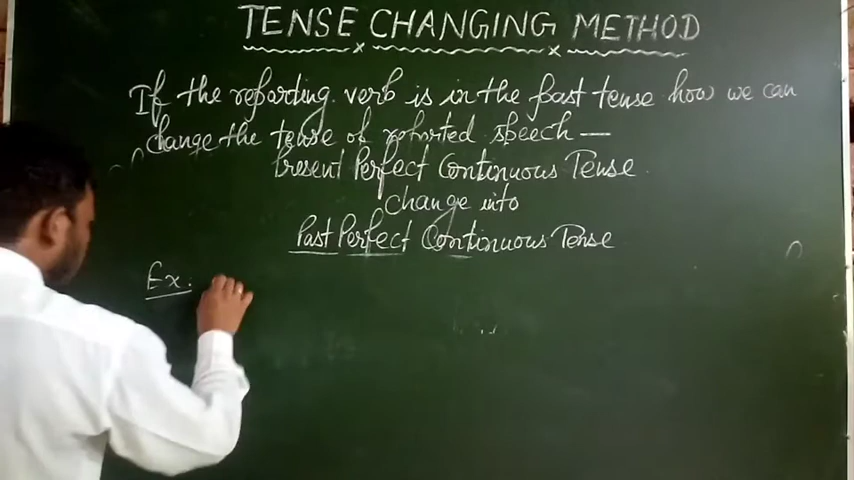 TENSE CHANGING METHOD
If the reporting verb is in the past tense how we can
change the tense of reported speech —
Present Perfect Continuous Tense
change into
Past Perfect Continuous Tense
Ex: